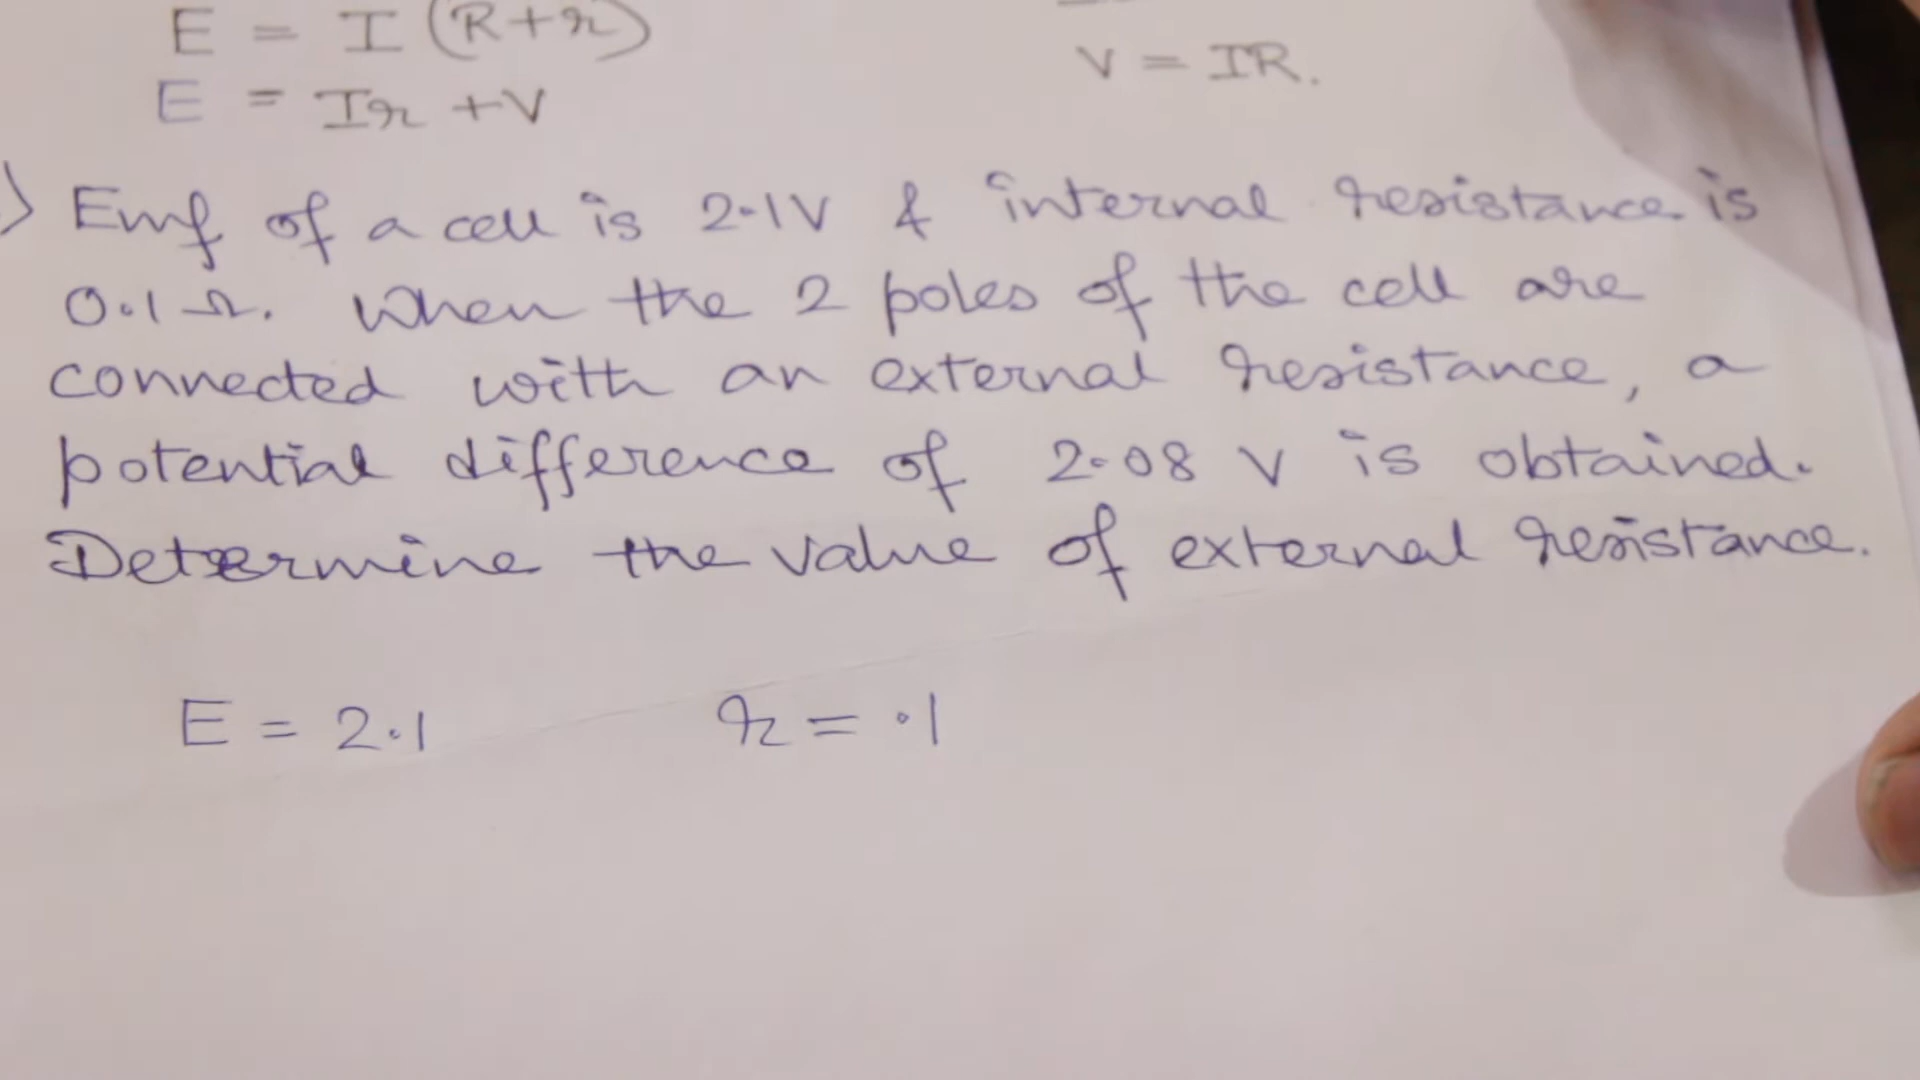 E = I (R+r)
V = IR.
E = Ir + V
) Emf of a cell is 2.1V & internal resistance is
0.1 Ω. When the 2 poles of the cell are
connected with an external resistance, a
potential difference of 2.08 V is obtained.
Determine the value of external resistance.
E = 2.1 r = .1